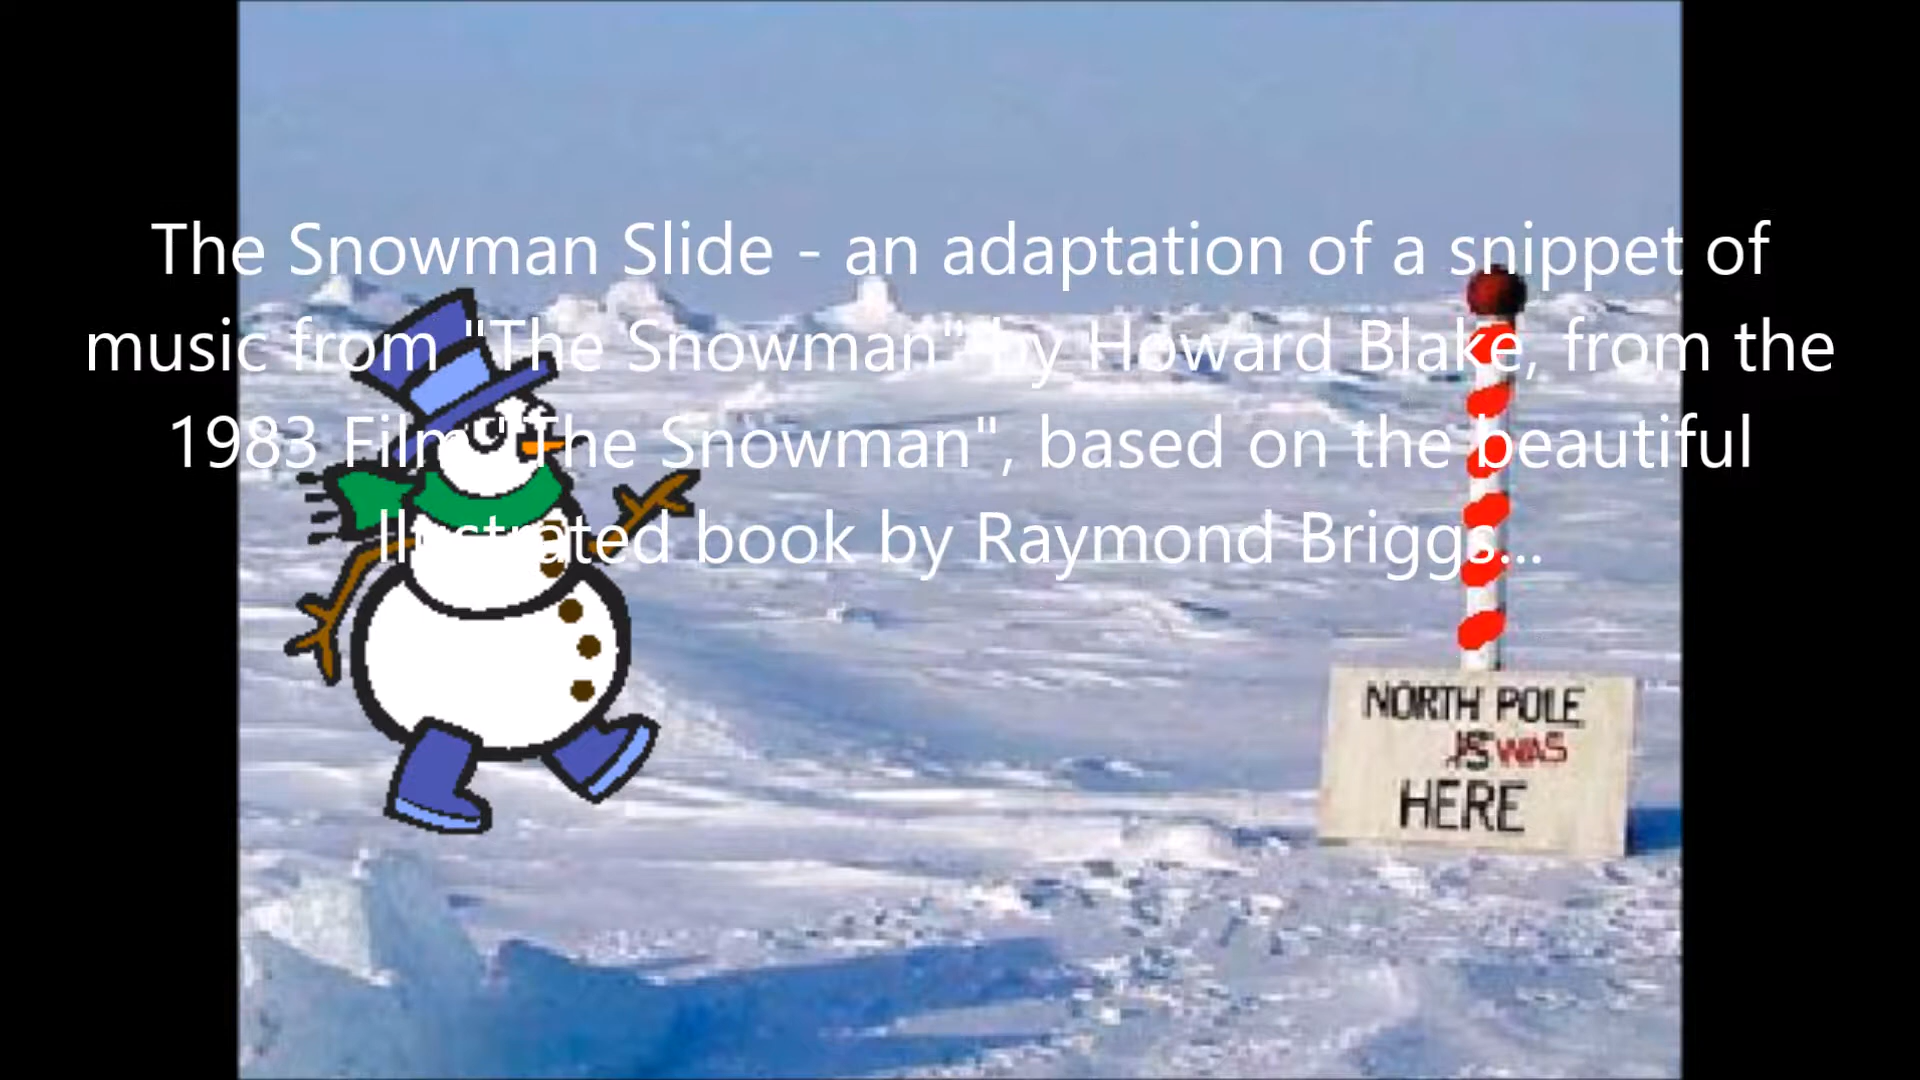 The Snowman Slide - an adaptation of a snippet of
music from "The Snowman" by Howard Blake, from the
1983 Film "The Snowman", based on the beautiful
Illustrated book by Raymond Briggs...
NORTH POLE
IS WAS
HERE